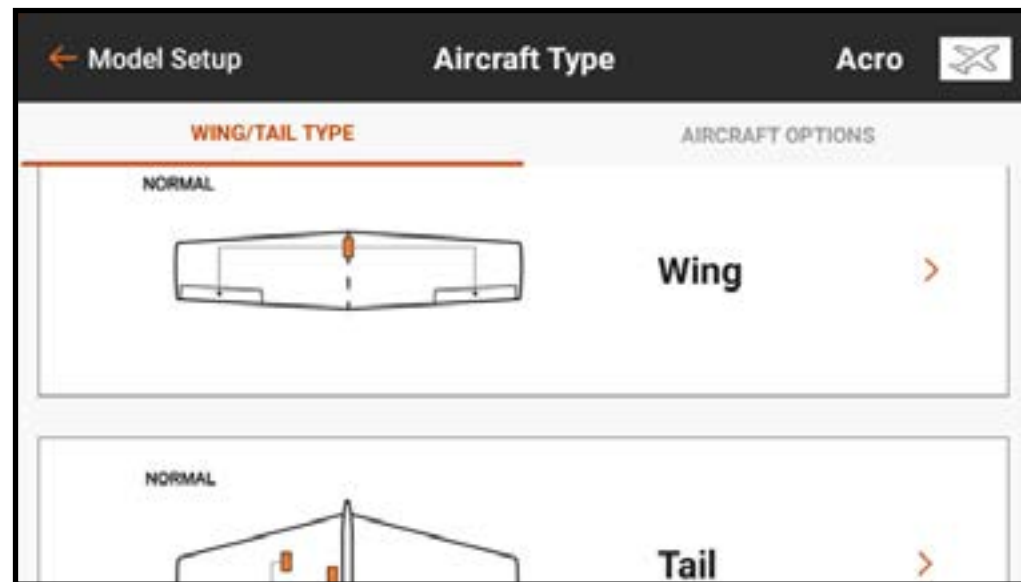 ← Model Setup Aircraft Type Acro
WING/TAIL TYPE AIRCRAFT OPTIONS
NORMAL
Wing >
NORMAL
Tail >